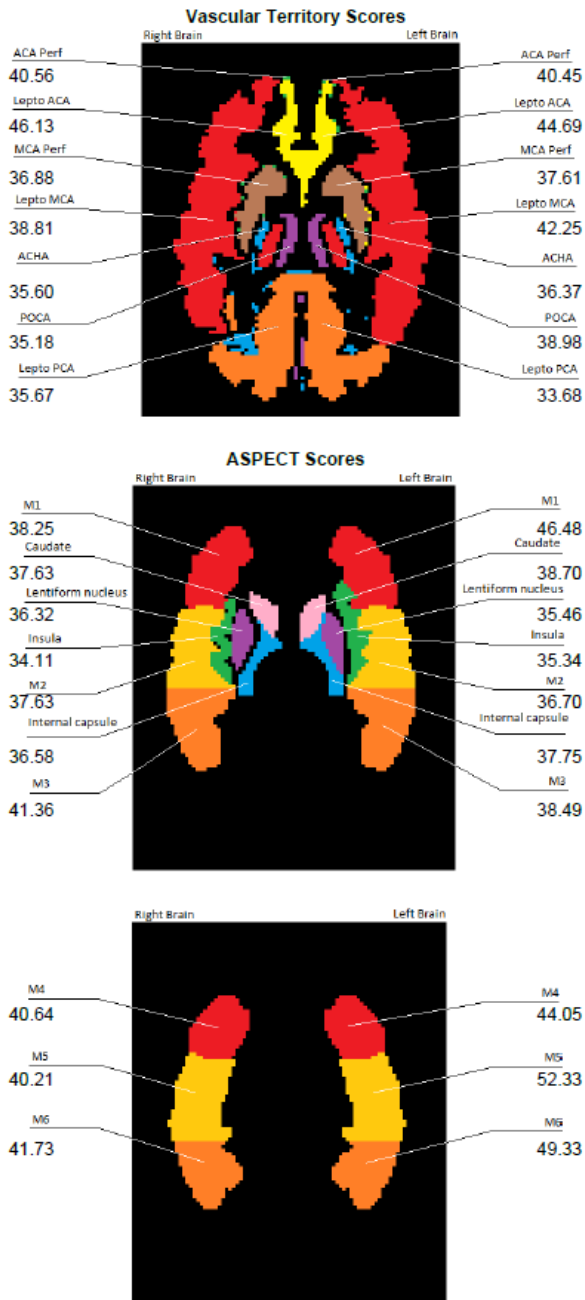 Vascular Territory Scores
Right Brain Left Brain
ACA Perf ACA Perf
40.56 40.45
Lepto ACA Lepto ACA
46.13 44.69
MCA Perf MCA Perf
36.88 37.61
Lepto MCA Lepto MCA
38.81 42.25
ACHA ACHA
35.60 36.37
POCA POCA
35.18 38.98
Lepto PCA Lepto PCA
35.67 33.68
ASPECT Scores
Right Brain Left Brain
M1 M1
38.25 46.48
Caudate Caudate
37.63 38.70
Lentiform nucleus Lentiform nucleus
36.32 35.46
Insula Insula
34.11 35.34
M2 M2
37.63 36.70
Internal capsule Internal capsule
36.58 37.75
M3 M3
41.36 38.49
Right Brain Left Brain
M4 M4
40.64 44.05
M5 M5
40.21 52.33
M6 M6
41.73 49.33